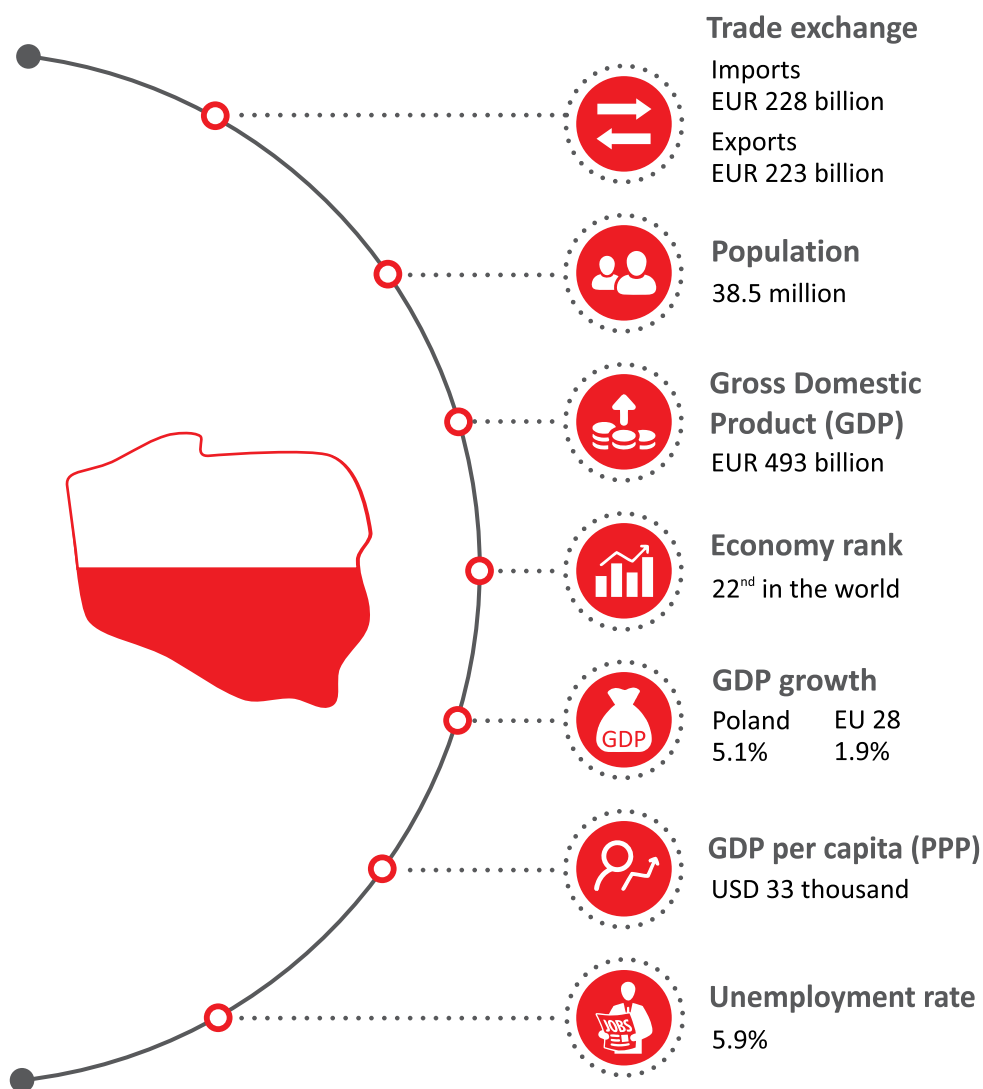 Trade exchange
Imports
EUR 228 billion
Exports
EUR 223 billion
Population
38.5 million
Gross Domestic
Product (GDP)
EUR 493 billion
Economy rank
22nd in the world
GDP growth
Poland EU 28
5.1% 1.9%
GDP
GDP per capita (PPP)
USD 33 thousand
Unemployment rate
5.9%
JOBS